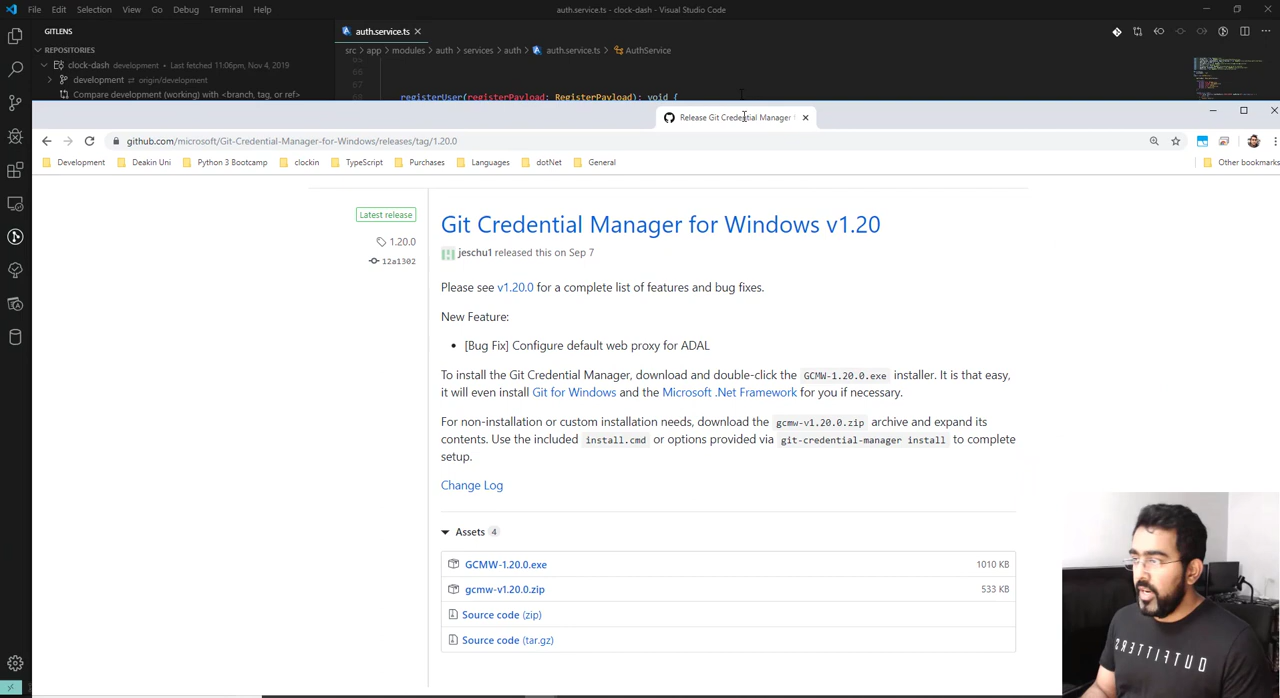 File Edit Selection View Go Debug Terminal Help
auth.service.ts - clock-dash - Visual Studio Code
GITLENS
auth.service.ts
REPOSITORIES
src > app > modules > auth > services > auth > auth.service.ts > AuthService
clock-dash development • Last fetched 11:06pm, Nov 4, 2019
66
development origin/development
67
Compare development (working) with <branch, tag, or ref>
registerUser(registerPayload: RegisterPayload): void {
Release Git Credential Manager
github.com/microsoft/Git-Credential-Manager-for-Windows/releases/tag/1.20.0
Development Deakin Uni Python 3 Bootcamp clockin TypeScript Purchases Languages dotNet General Other bookmarks
Latest release
Git Credential Manager for Windows v1.20
1.20.0
jeschu1 released this on Sep 7
12a1302
Please see v1.20.0 for a complete list of features and bug fixes.
New Feature:
• [Bug Fix] Configure default web proxy for ADAL
To install the Git Credential Manager, download and double-click the GCMW-1.20.0.exe installer. It is that easy,
it will even install Git for Windows and the Microsoft .Net Framework for you if necessary.
For non-installation or custom installation needs, download the gcmw-v1.20.0.zip archive and expand its
contents. Use the included install.cmd or options provided via git-credential-manager install to complete
setup.
Change Log
Assets 4
GCMW-1.20.0.exe 1010 KB
gcmw-v1.20.0.zip 533 KB
Source code (zip)
Source code (tar.gz)
OUTFITTERS